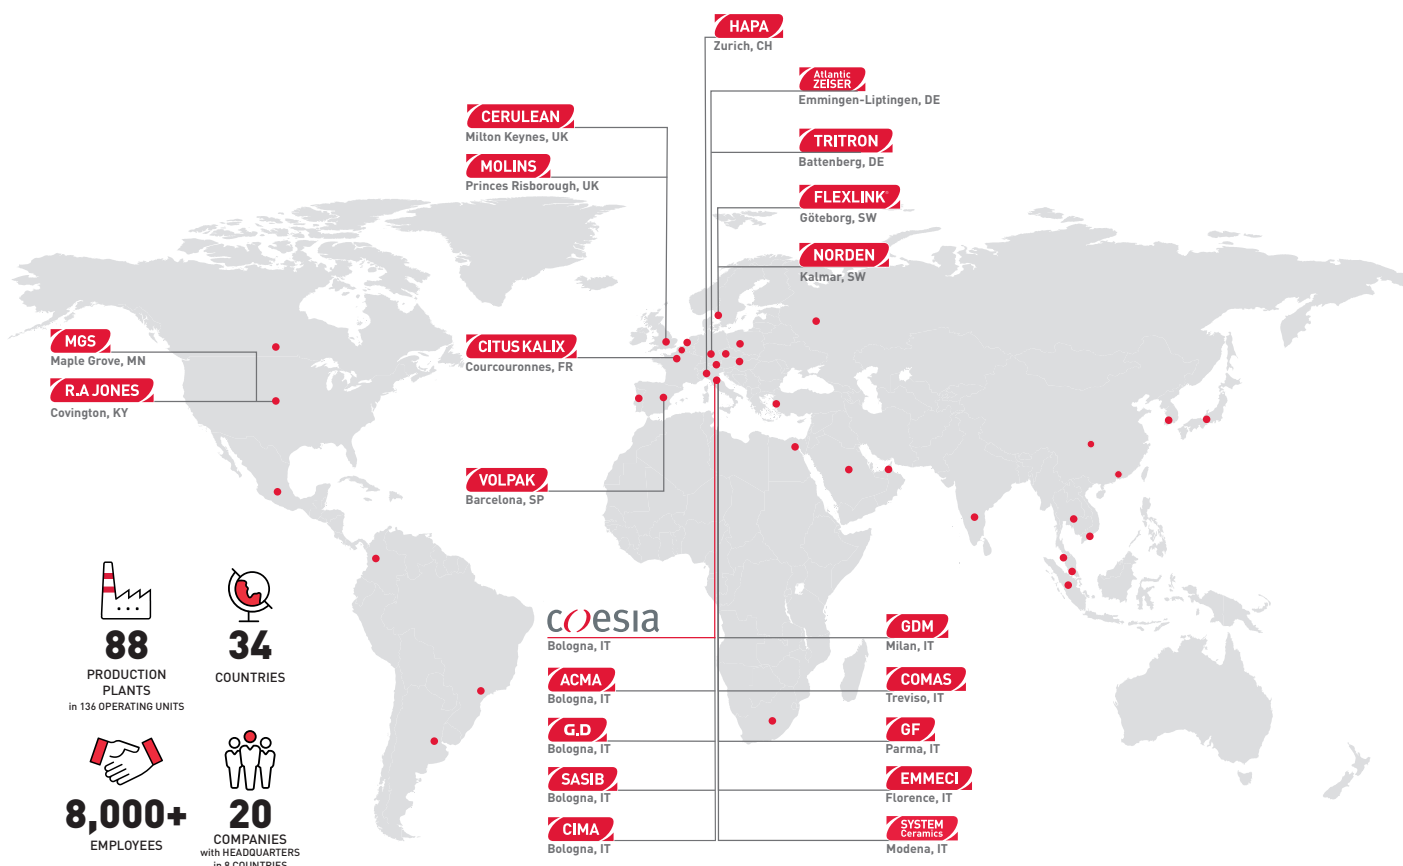 HAPA
Zurich, CH
Atlantic
ZEISER
Emmingen-Liptingen, DE
CERULEAN
Milton Keynes, UK
TRITRON
Battenberg, DE
MOLINS
Princes Risborough, UK
FLEXLINK
Göteborg, SW
NORDEN
Kalmar, SW
MGS
Maple Grove, MN
CITUS KALIX
Courcouronnes, FR
R.A JONES
Covington, KY
VOLPAK
Barcelona, SP
88
PRODUCTION
PLANTS
in 136 OPERATING UNITS
34
COUNTRIES
8,000+
EMPLOYEES
20
COMPANIES
with HEADQUARTERS
in 8 COUNTRIES
coesia
Bologna, IT
ACMA
Bologna, IT
G.D
Bologna, IT
SASIB
Bologna, IT
CIMA
Bologna, IT
GDM
Milan, IT
COMAS
Treviso, IT
GF
Parma, IT
EMMECI
Florence, IT
SYSTEM
Ceramics
Modena, IT